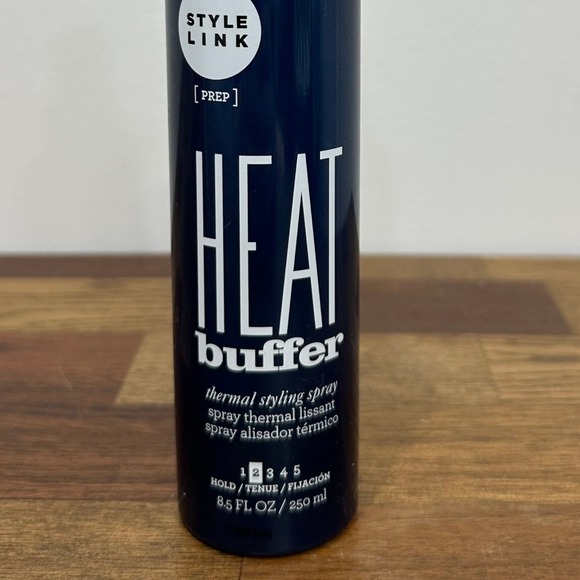 STYLE
LINK
[ PREP ]
HEAT
buffer
thermal styling spray
spray thermal lissant
spray alisador térmico
1 2 3 4 5
HOLD / TENUE / FIJACIÓN
8.5 FL OZ / 250 ml